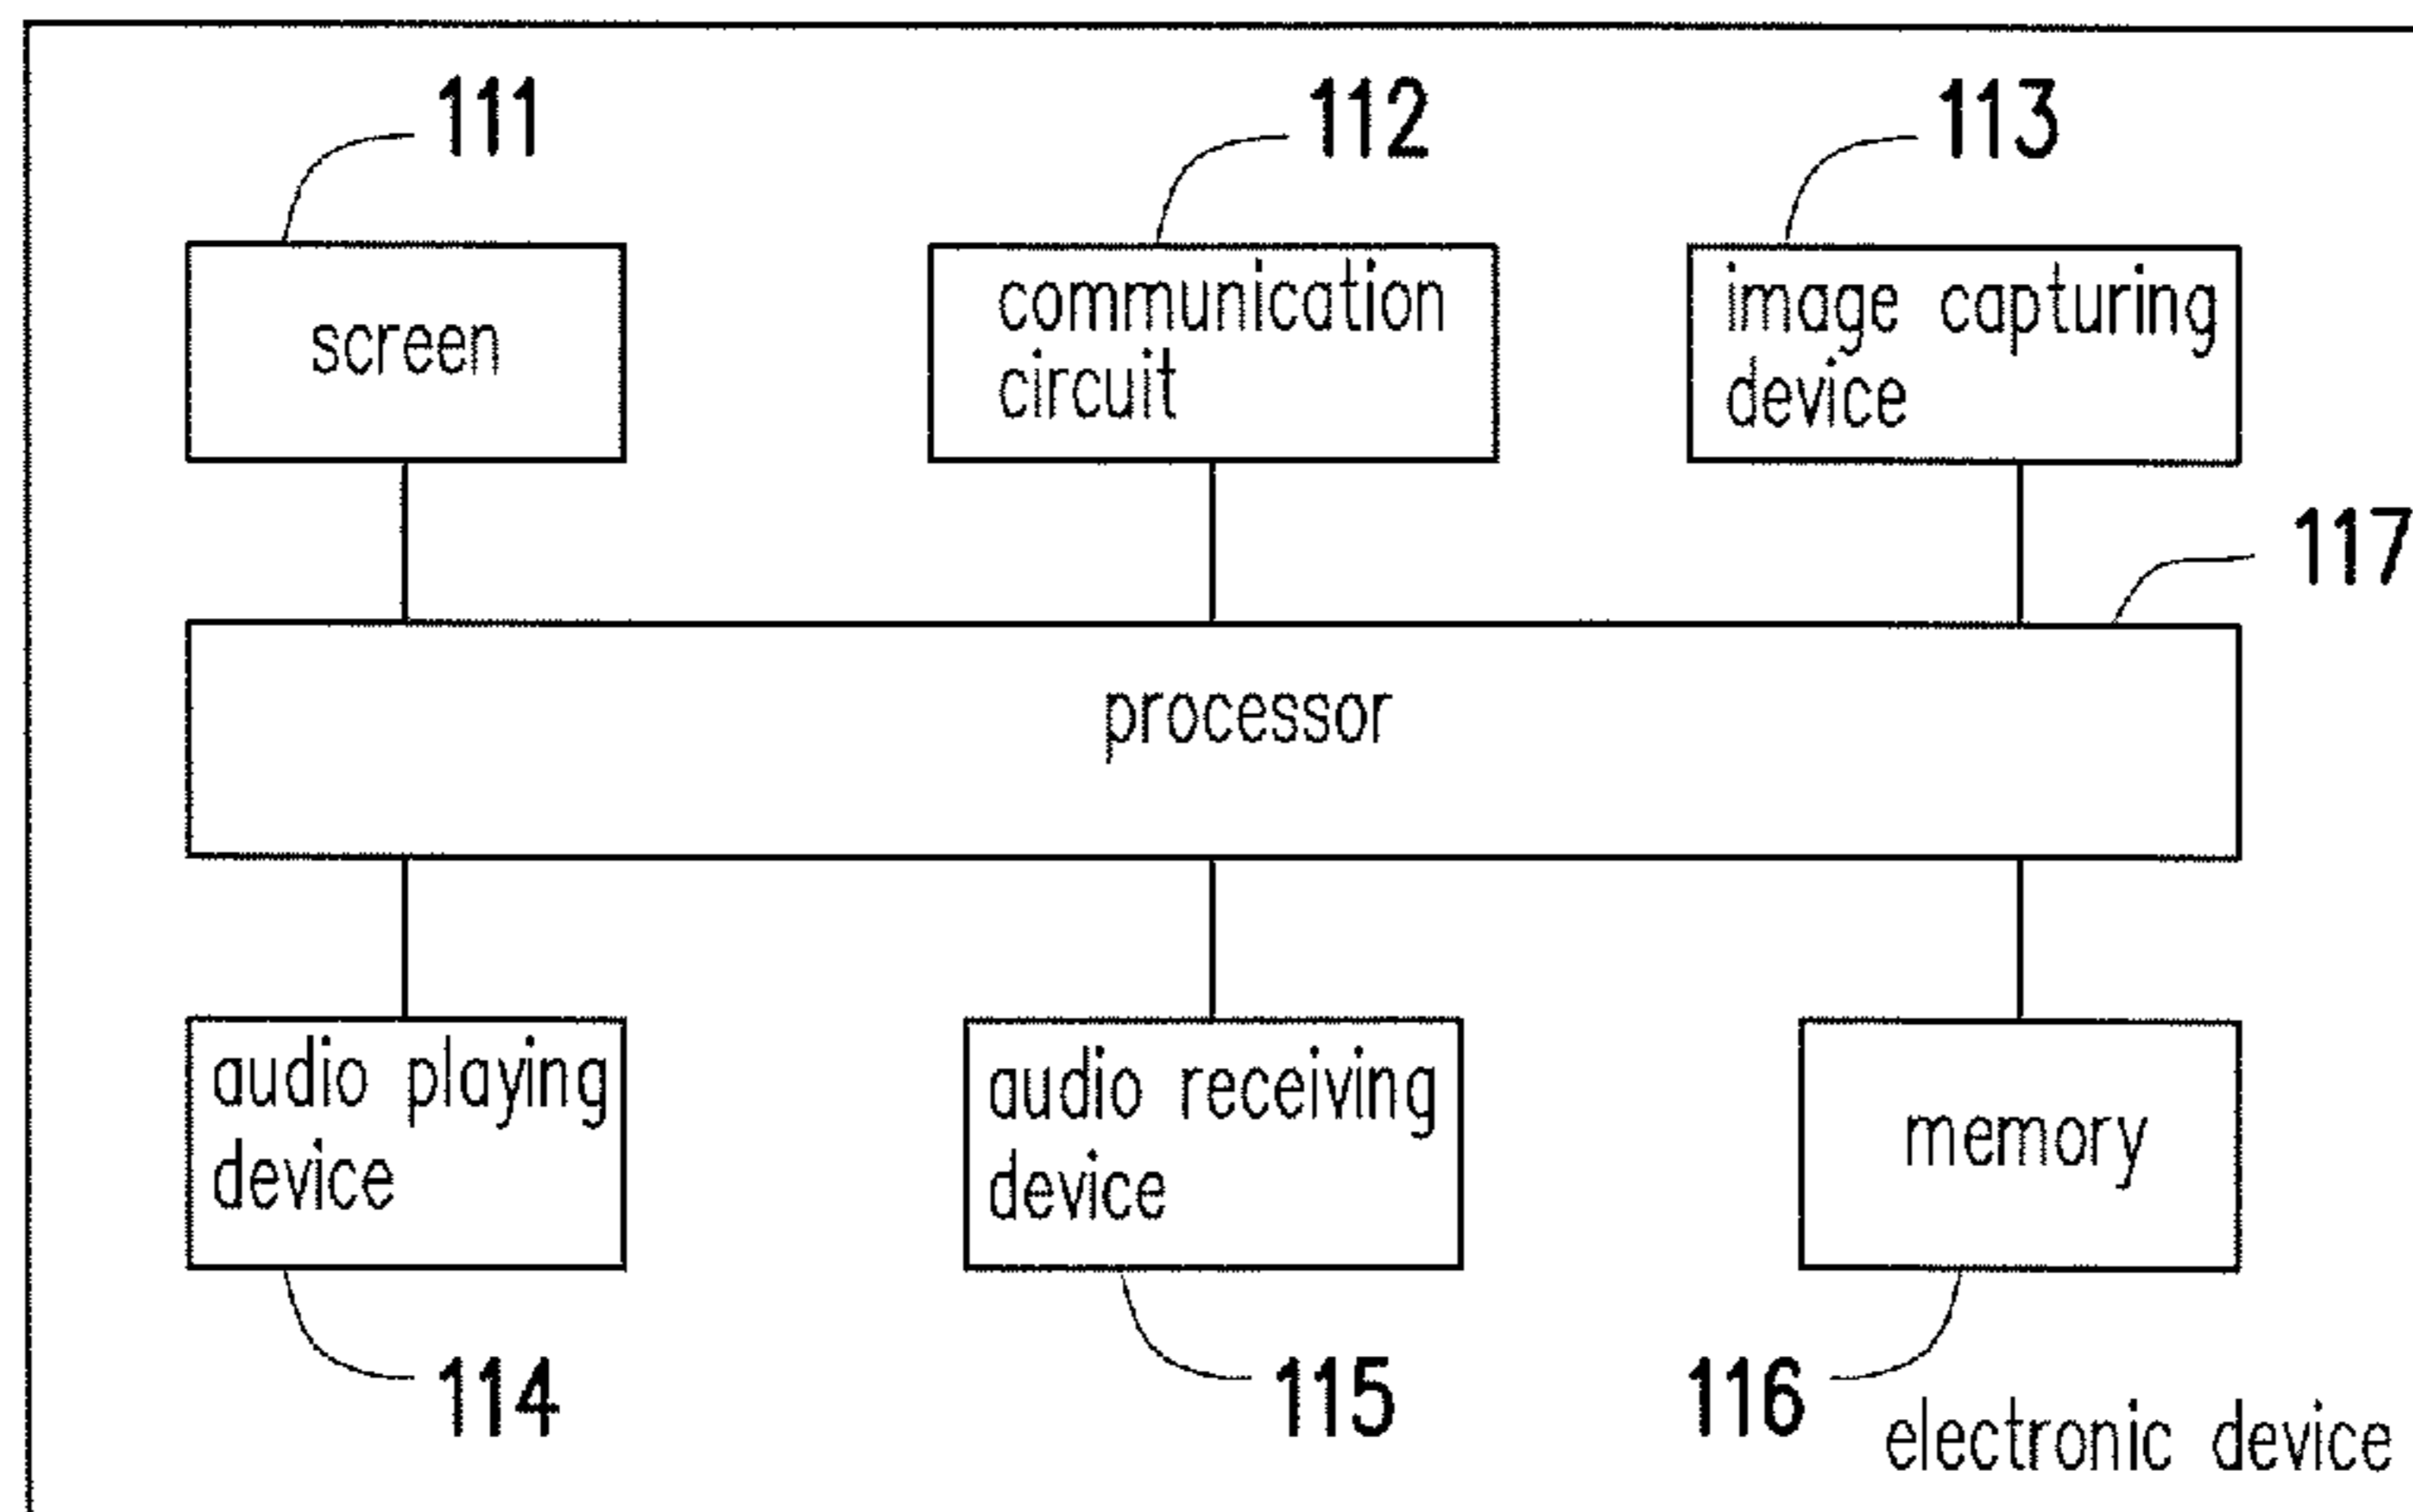 111
112
113
screen
communication
circuit
image capturing
device
117
processor
audio playing
device
audio receiving
device
memory
114
115
116
electronic device